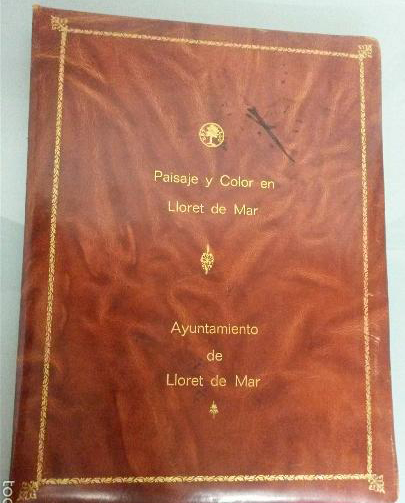 Paisaje y Color en
Lloret de Mar
Ayuntamiento
de
Lloret de Mar